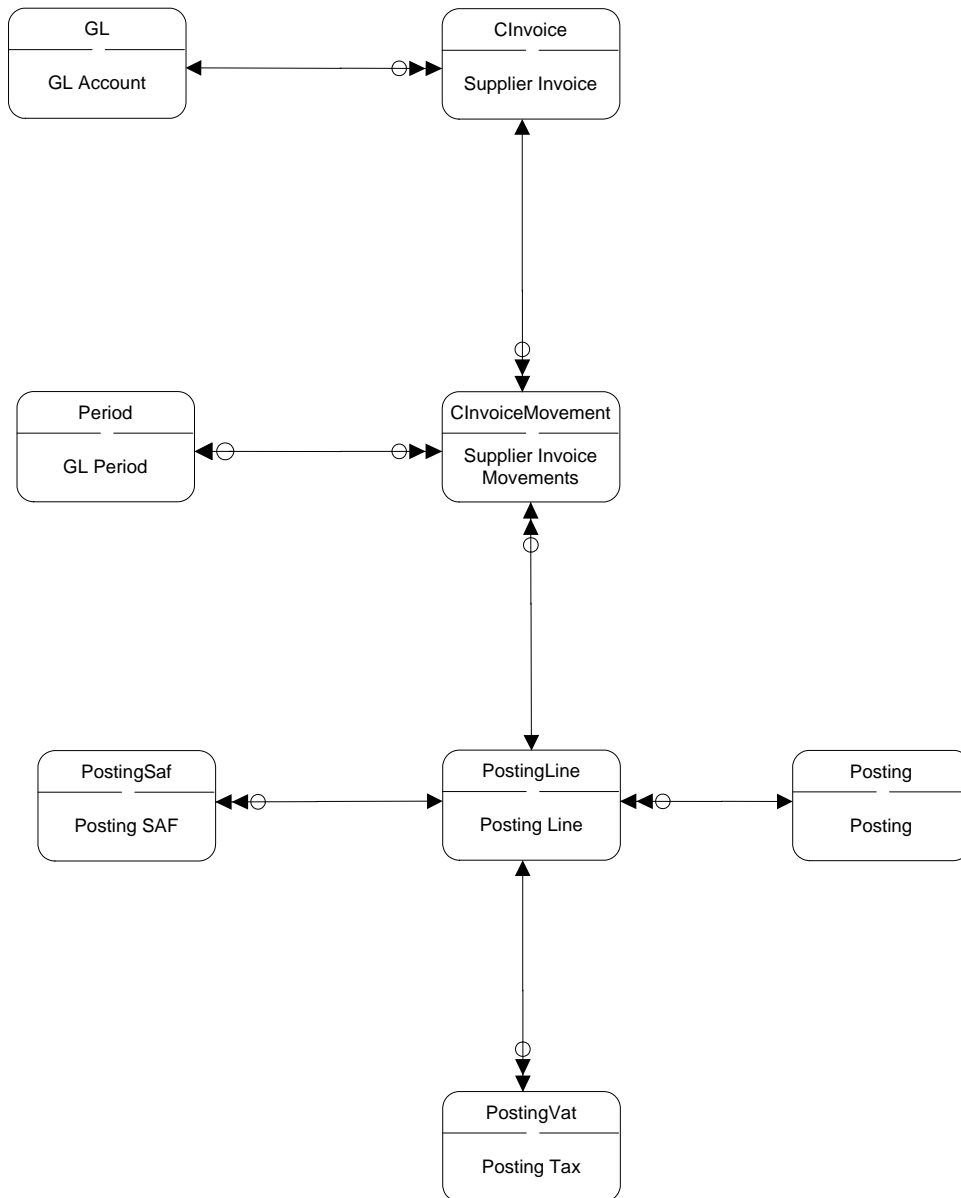 GL
GL Account
CInvoice
Supplier Invoice
Period
GL Period
CInvoiceMovement
Supplier Invoice
Movements
PostingSaf
Posting SAF
PostingLine
Posting Line
Posting
Posting
PostingVat
Posting Tax